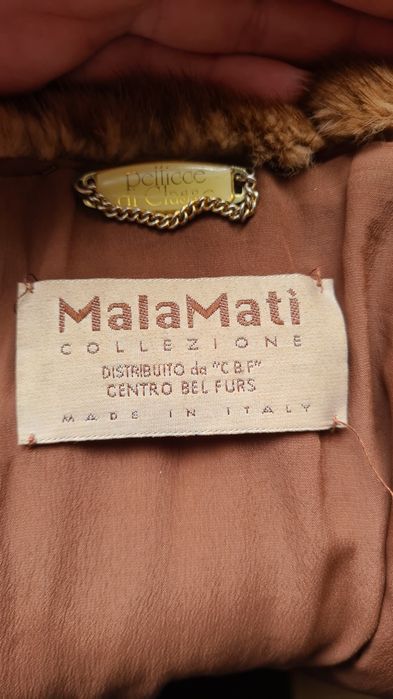 Pellicce
di Classe
MalaMatì
COLLEZIONE
DISTRIBUITO da "C B F"
CENTRO BEL FURS
MADE IN ITALY